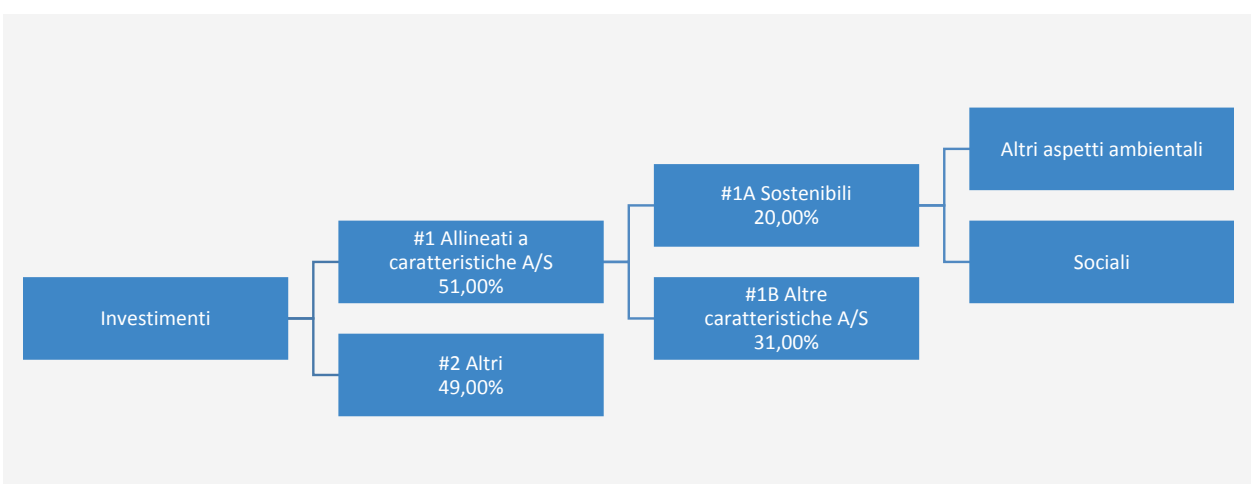 Investimenti
#1 Allineati a
caratteristiche A/S
51,00%
#2 Altri
49,00%
#1A Sostenibili
20,00%
#1B Altre
caratteristiche A/S
31,00%
Altri aspetti ambientali
Sociali